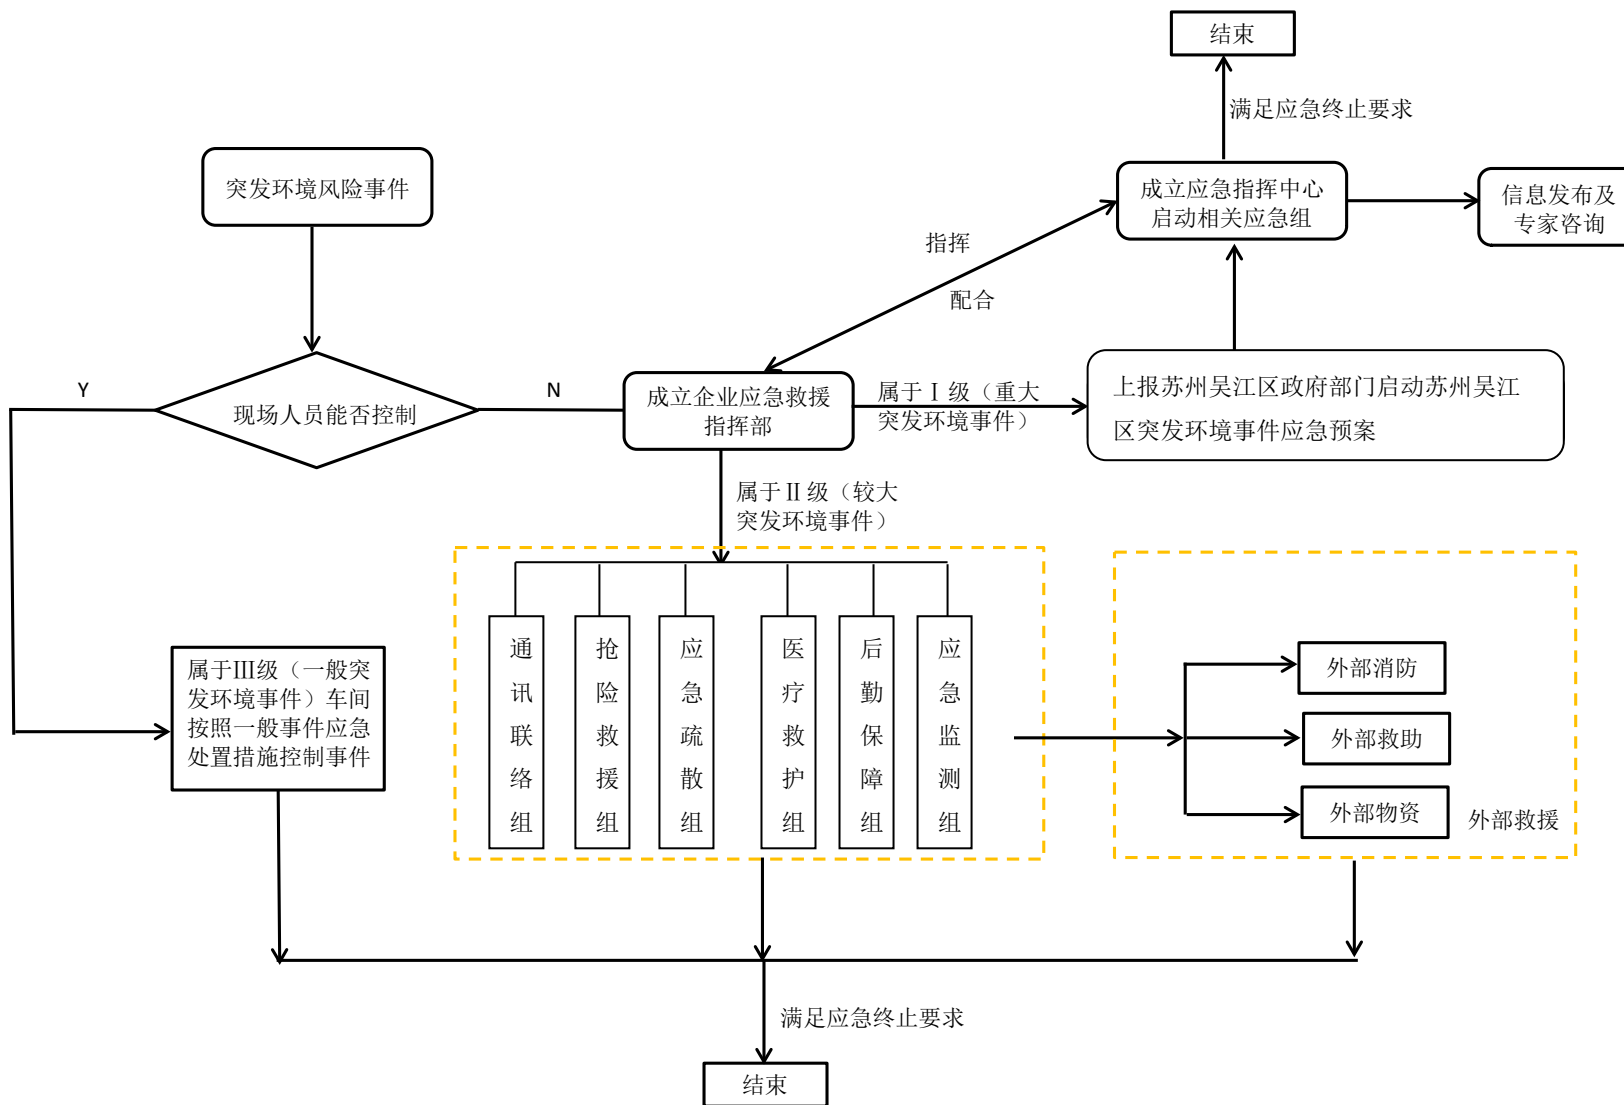 结束
满足应急终止要求
突发环境风险事件
成立应急指挥中心
启动相关应急组
信息发布及
专家咨询
指挥
配合
Y
现场人员能否控制
N
成立企业应急救援
指挥部
属于Ⅰ级（重大
突发环境事件）
上报苏州吴江区政府部门启动苏州吴江
区突发环境事件应急预案
属于Ⅱ级（较大
突发环境事件）
通讯联络组
抢险救援组
应急疏散组
医疗救护组
后勤保障组
应急监测组
属于Ⅲ级（一般突
发环境事件）车间
按照一般事件应急
处置措施控制事件
外部消防
外部救助
外部物资
外部救援
满足应急终止要求
结束